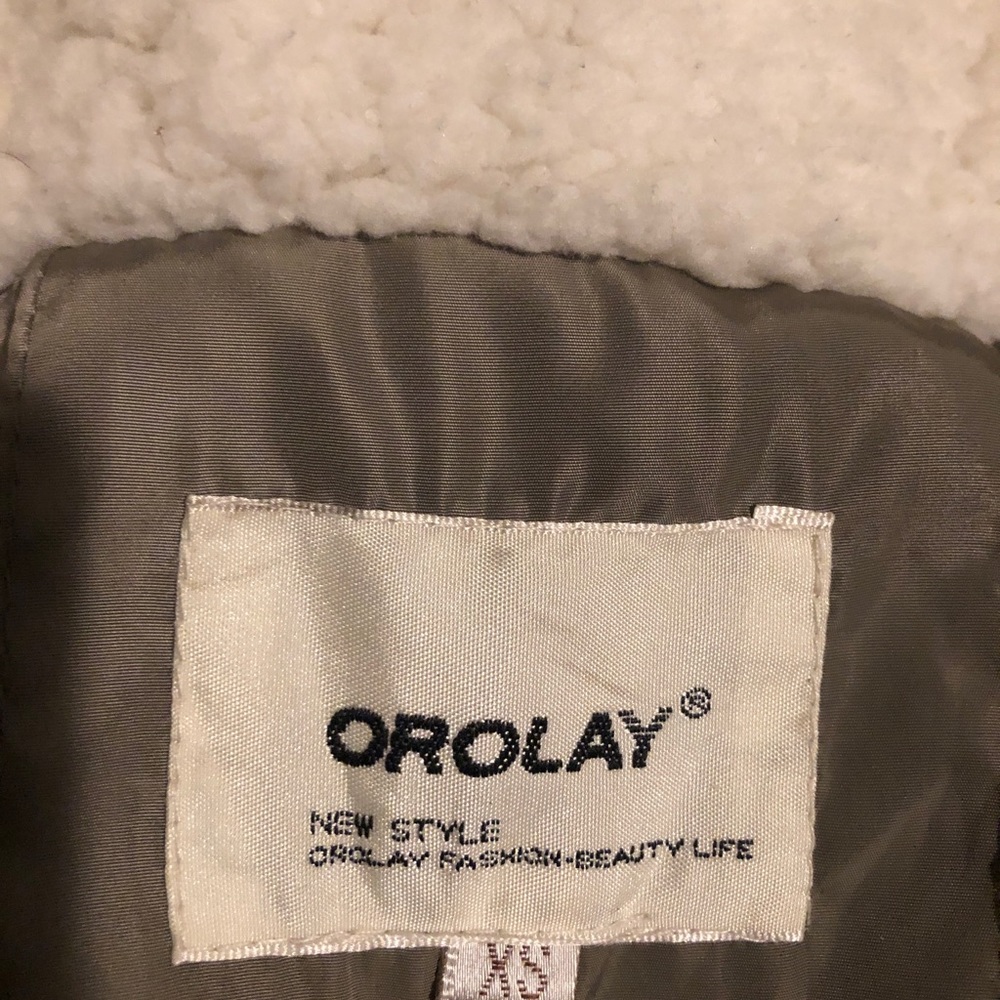 OROLAY®
NEW STYLE
OROLAY FASHION-BEAUTY LIFE
XS